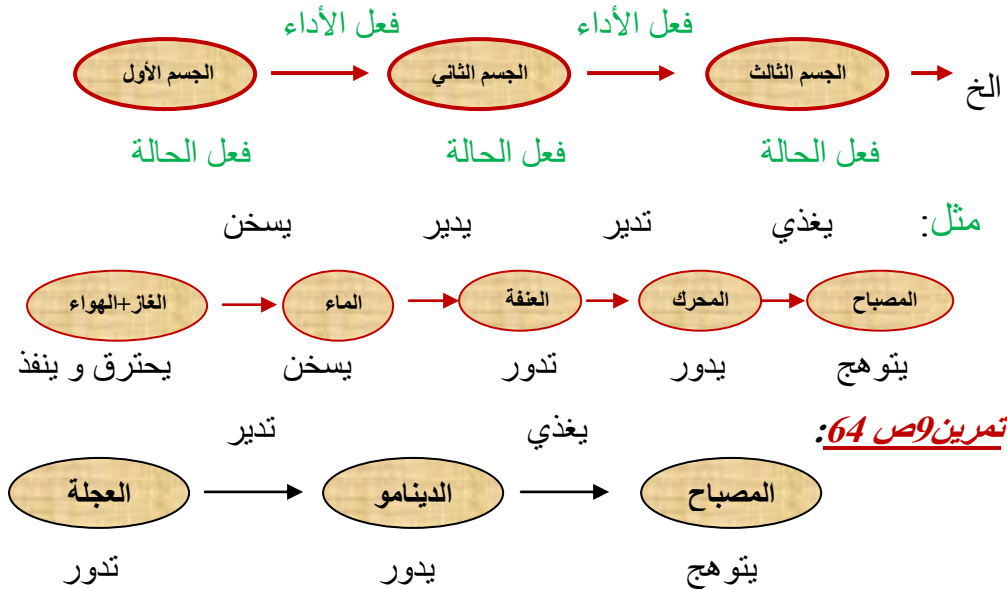 فعل الأداء فعل الأداء
الجسم الأول الجسم الثاني الجسم الثالث الخ
فعل الحالة فعل الحالة فعل الحالة
مثل: يغذي تدير يدير يسخن
الغاز+الهواء الماء العنفة المحرك المصباح
يحترق و ينفذ يسخن تدور يدور يتوهج
تمرين9ص 64:
تدير يغذي
العجلة الدينامو المصباح
تدور يدور يتوهج